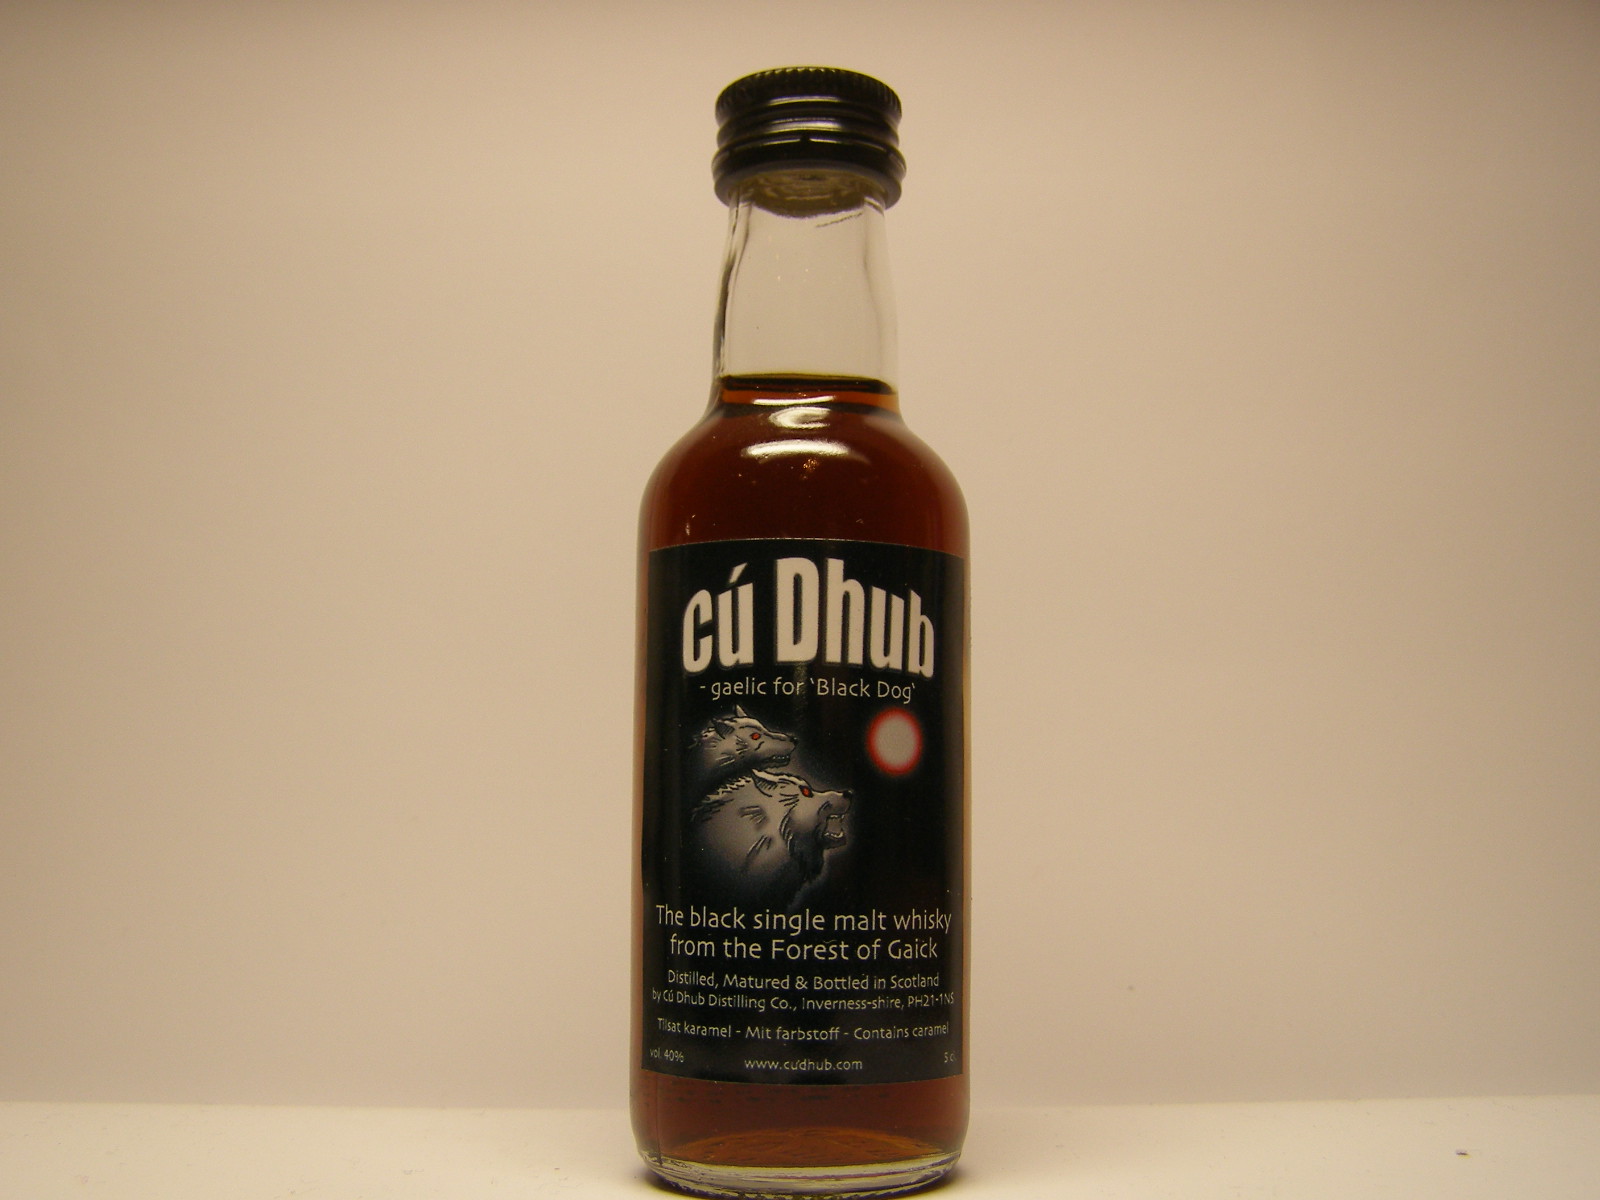 Cú Dhub
- gaelic for 'Black Dog'
The black single malt whisky
from the Forest of Gaick
Distilled, Matured & Bottled in Scotland
by Cú Dhub Distilling Co., Inverness-shire, PH21-1NS
Tilsat karamel - Mit farbstoff - Contains caramel
vol. 40%
5 cl
www.cudhub.com